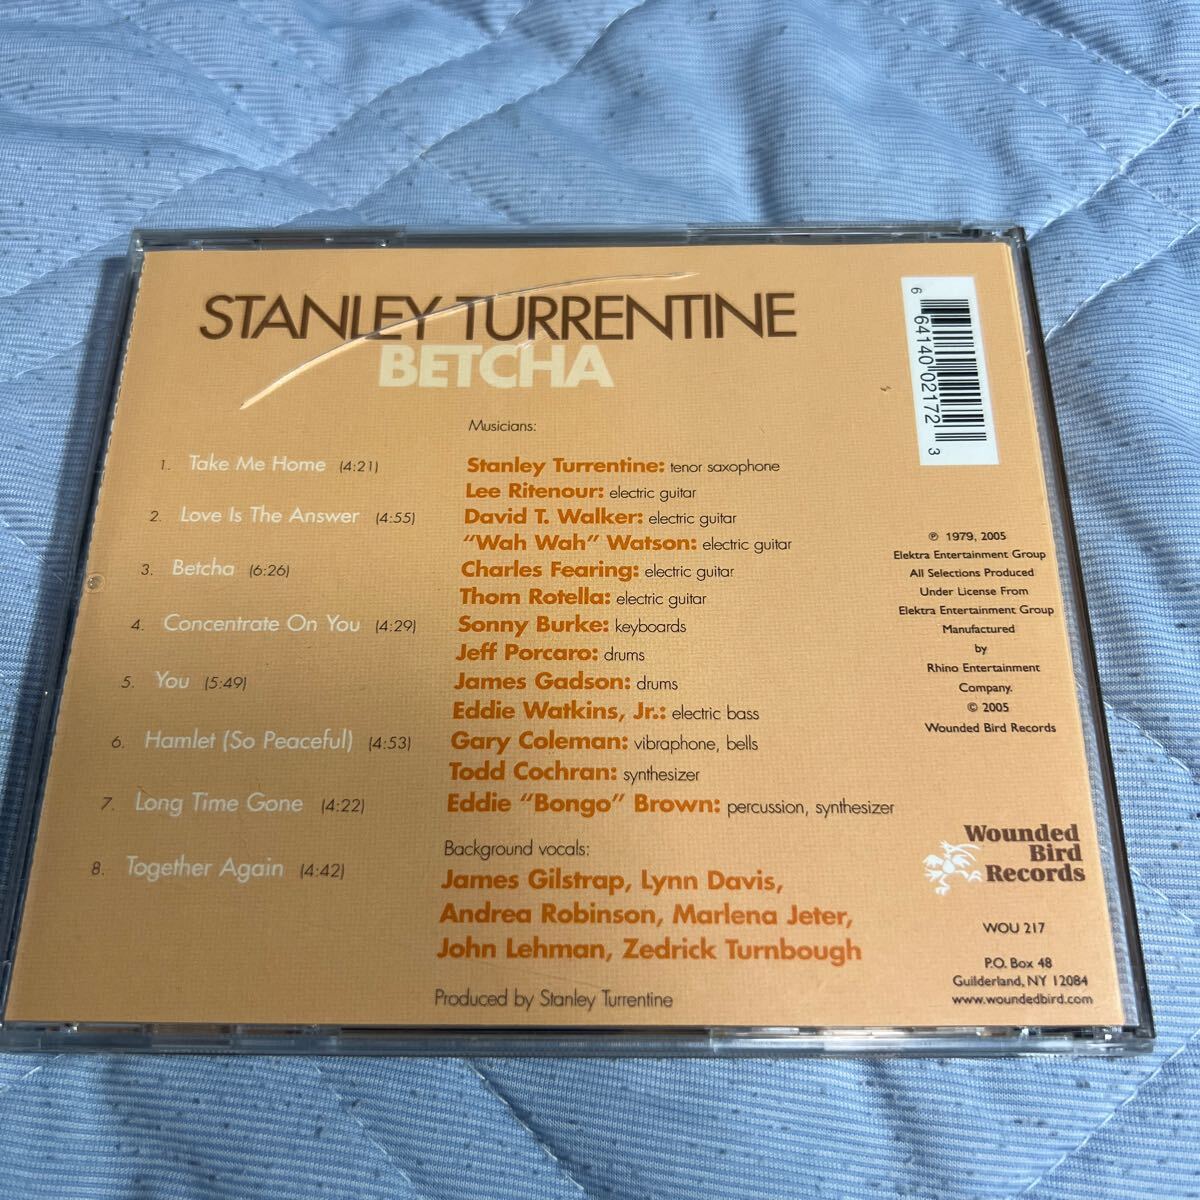 STANLEY TURRENTINE
BETCHA
1. Take Me Home (4:21)
2. Love Is The Answer (4:55)
3. Betcha (6:26)
4. Concentrate On You (4:29)
5. You (5:49)
6. Hamlet (So Peaceful) (4:53)
7. Long Time Gone (4:22)
8. Together Again (4:42)
Musicians:
Stanley Turrentine: tenor saxophone
Lee Ritenour: electric guitar
David T. Walker: electric guitar
"Wah Wah" Watson: electric guitar
Charles Fearing: electric guitar
Thom Rotella: electric guitar
Sonny Burke: keyboards
Jeff Porcaro: drums
James Gadson: drums
Eddie Watkins, Jr.: electric bass
Gary Coleman: vibraphone, bells
Todd Cochran: synthesizer
Eddie "Bongo" Brown: percussion, synthesizer
Background vocals:
James Gilstrap, Lynn Davis,
Andrea Robinson, Marlena Jeter,
John Lehman, Zedrick Turnbough
Produced by Stanley Turrentine
6 64140 02172 3
℗ 1979, 2005
Elektra Entertainment Group
All Selections Produced
Under License From
Elektra Entertainment Group
Manufactured
by
Rhino Entertainment
Company.
© 2005
Wounded Bird Records
Wounded
Bird
Records
WOU 217
P.O. Box 48
Guilderland, NY 12084
www.woundedbird.com